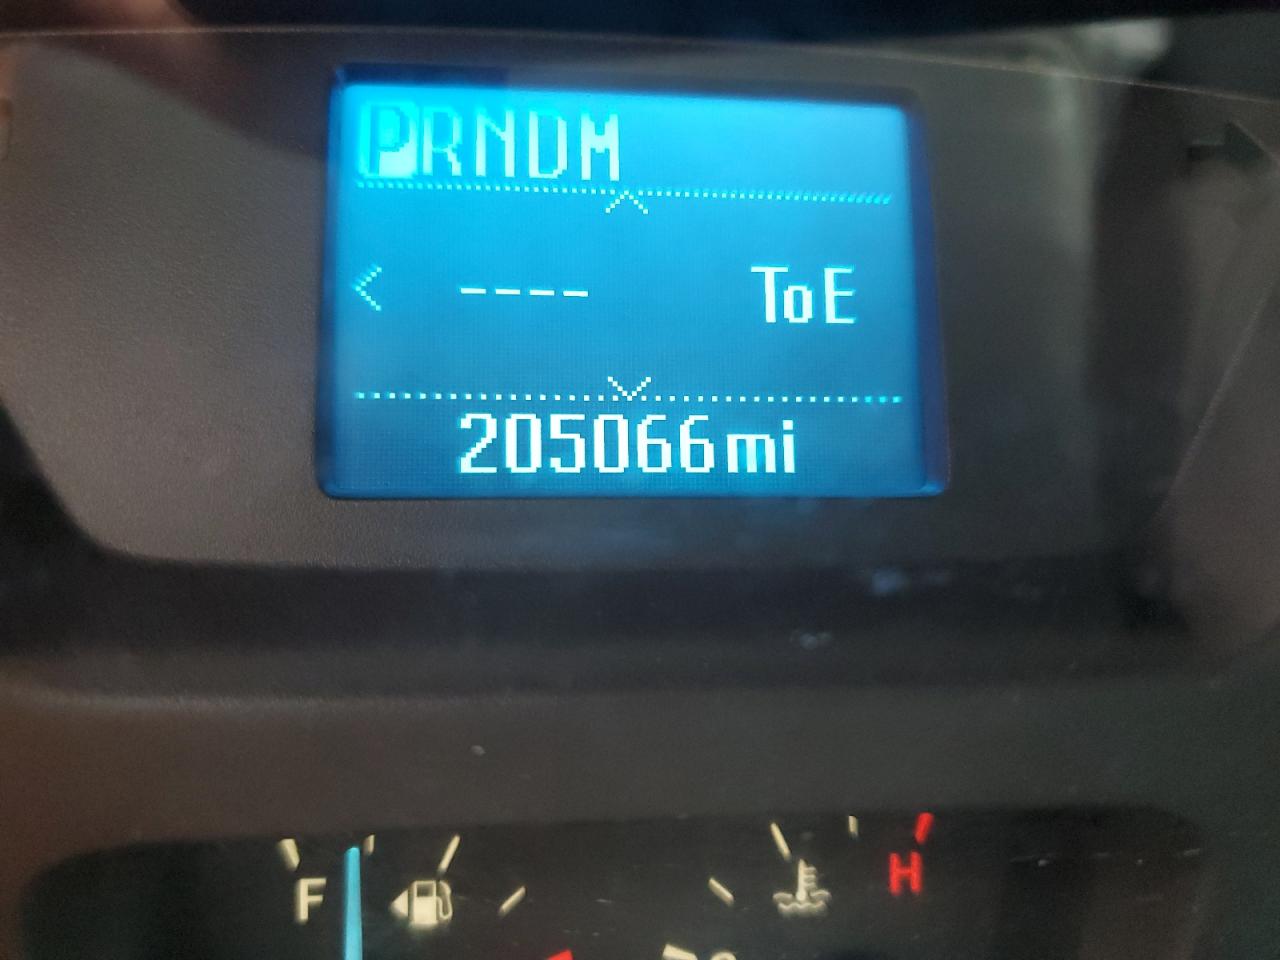 PRNDM
---- ToE
205066mi
F H